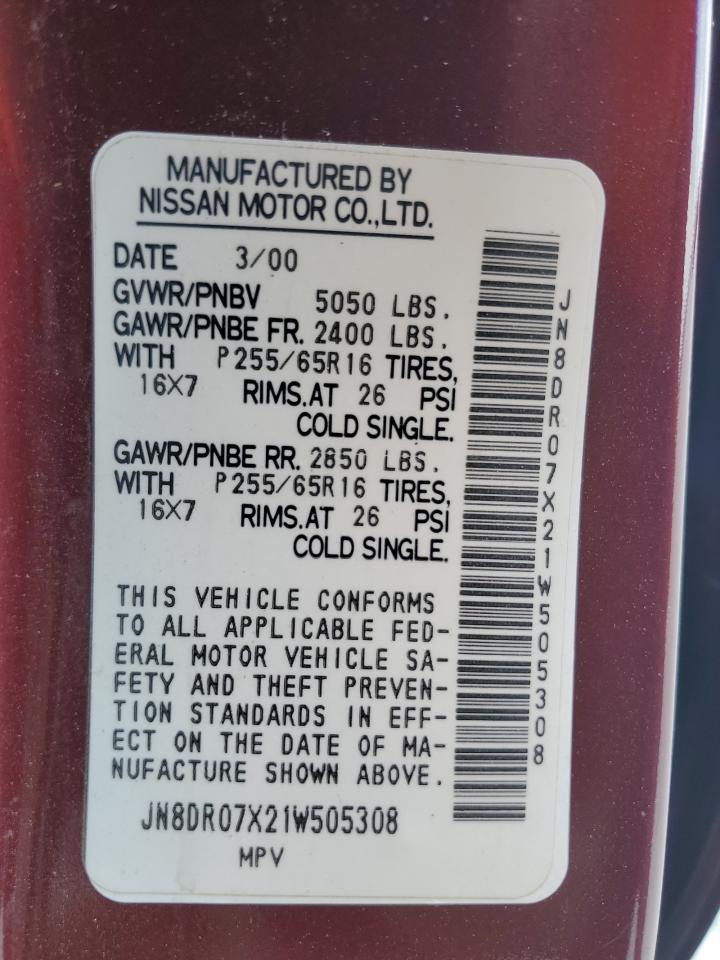 MANUFACTURED BY
NISSAN MOTOR CO.,LTD.
DATE 3/00
GVWR/PNBV 5050 LBS.
GAWR/PNBE FR. 2400 LBS.
WITH P255/65R16 TIRES,
16X7 RIMS.AT 26 PSI
COLD SINGLE.
GAWR/PNBE RR. 2850 LBS.
WITH P255/65R16 TIRES,
16X7 RIMS.AT 26 PSI
COLD SINGLE.
THIS VEHICLE CONFORMS
TO ALL APPLICABLE FED-
ERAL MOTOR VEHICLE SA-
FETY AND THEFT PREVEN-
TION STANDARDS IN EFF-
ECT ON THE DATE OF MA-
NUFACTURE SHOWN ABOVE.
JN8DR07X21W505308
MPV
JN8DR07X21W505308